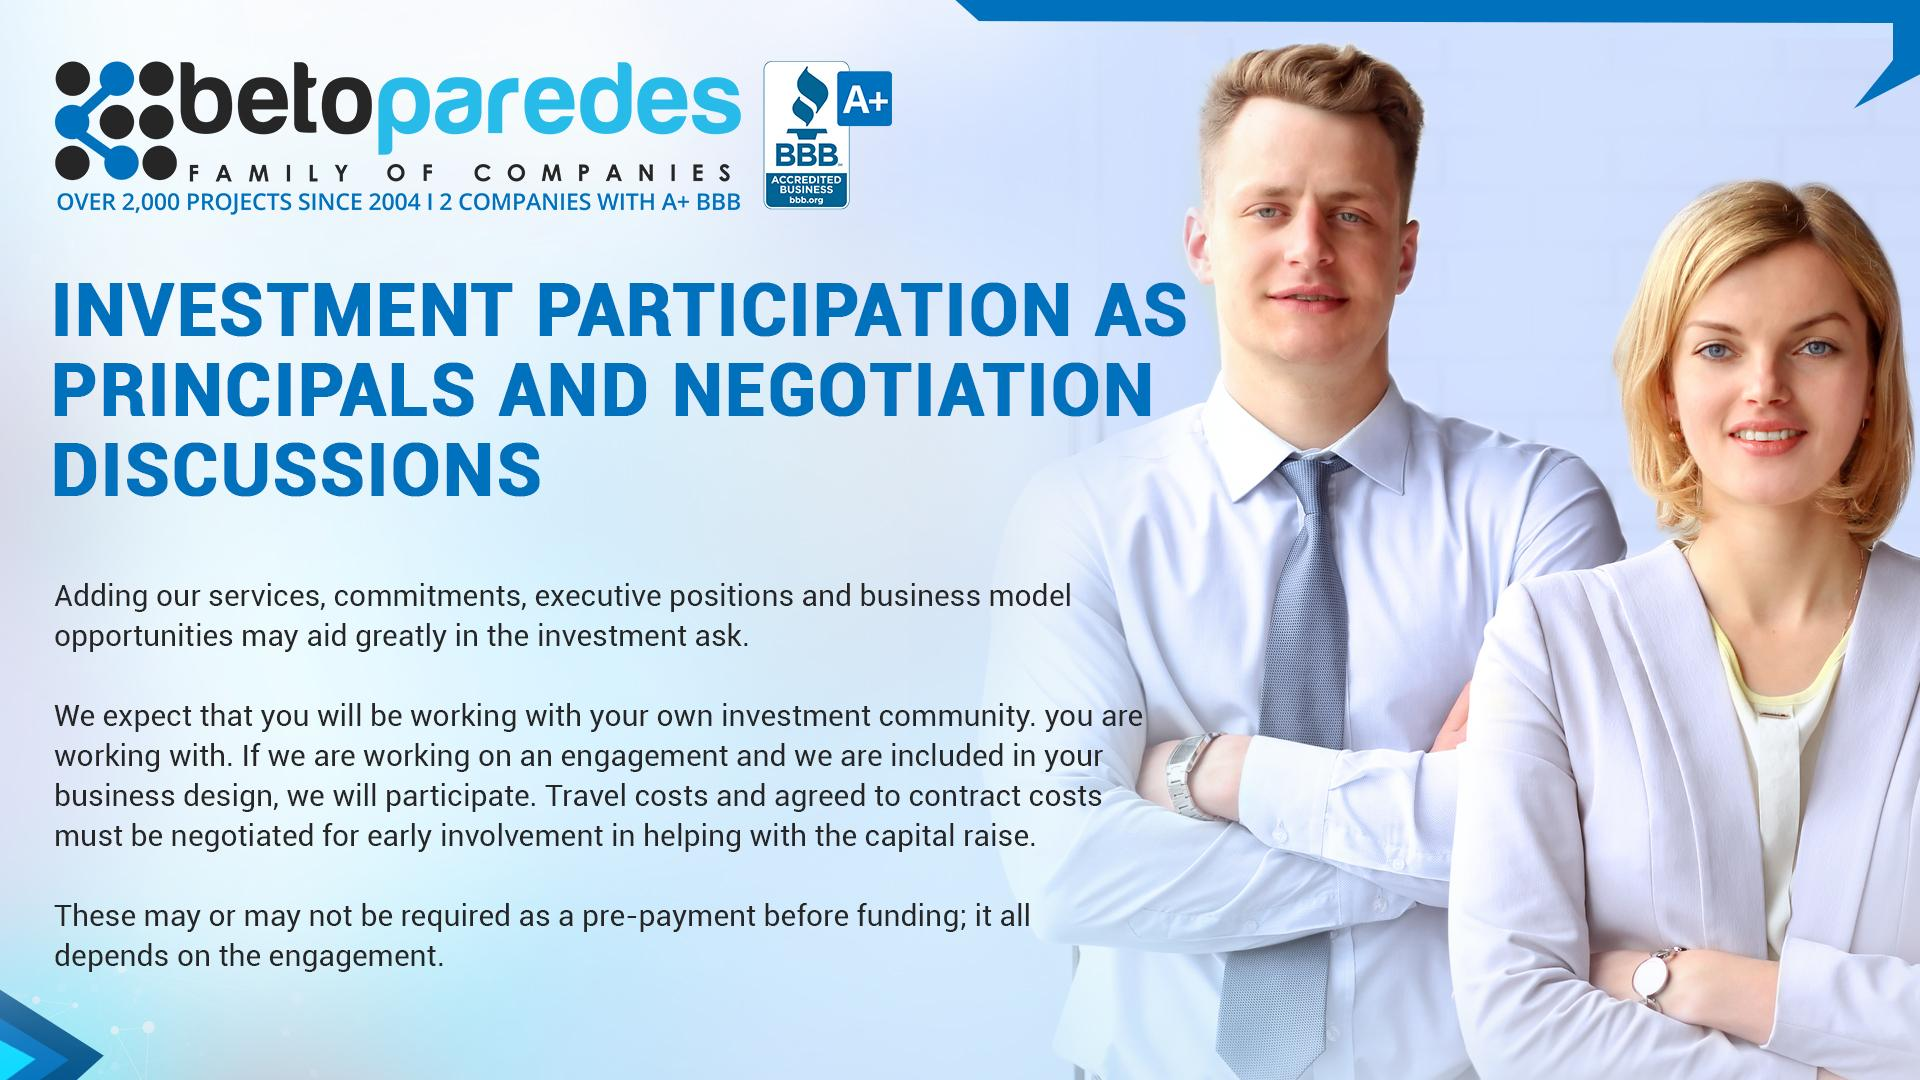 betoparedes
FAMILY OF COMPANIES
OVER 2,000 PROJECTS SINCE 2004 I 2 COMPANIES WITH A+ BBB
A+
BBB
ACCREDITED
BUSINESS
bbb.org
INVESTMENT PARTICIPATION AS
PRINCIPALS AND NEGOTIATION
DISCUSSIONS
Adding our services, commitments, executive positions and business model
opportunities may aid greatly in the investment ask.
We expect that you will be working with your own investment community. you are
working with. If we are working on an engagement and we are included in your
business design, we will participate. Travel costs and agreed to contract costs
must be negotiated for early involvement in helping with the capital raise.
These may or may not be required as a pre-payment before funding; it all
depends on the engagement.